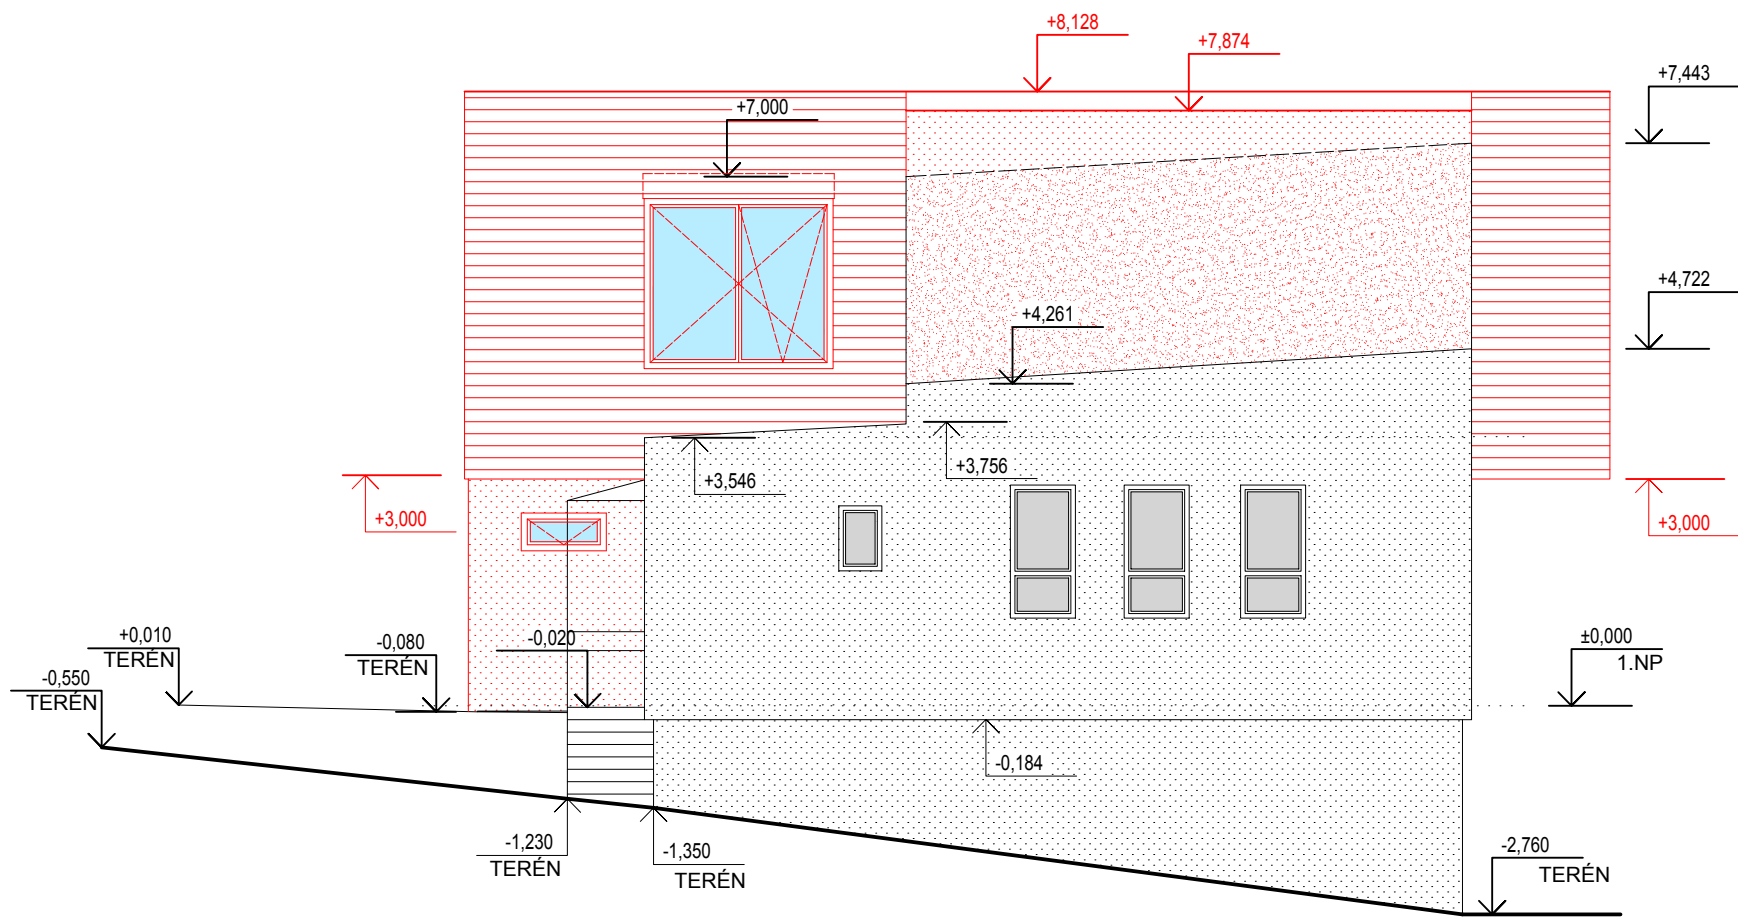 +8,128
+7,874
+7,443
+7,000
+4,722
+4,261
+3,756
+3,546
+3,000
+3,000
+0,010
TERÉN
-0,080
TERÉN
-0,020
±0,000
1.NP
-0,550
TERÉN
-0,184
-1,230
TERÉN
-1,350
TERÉN
-2,760
TERÉN